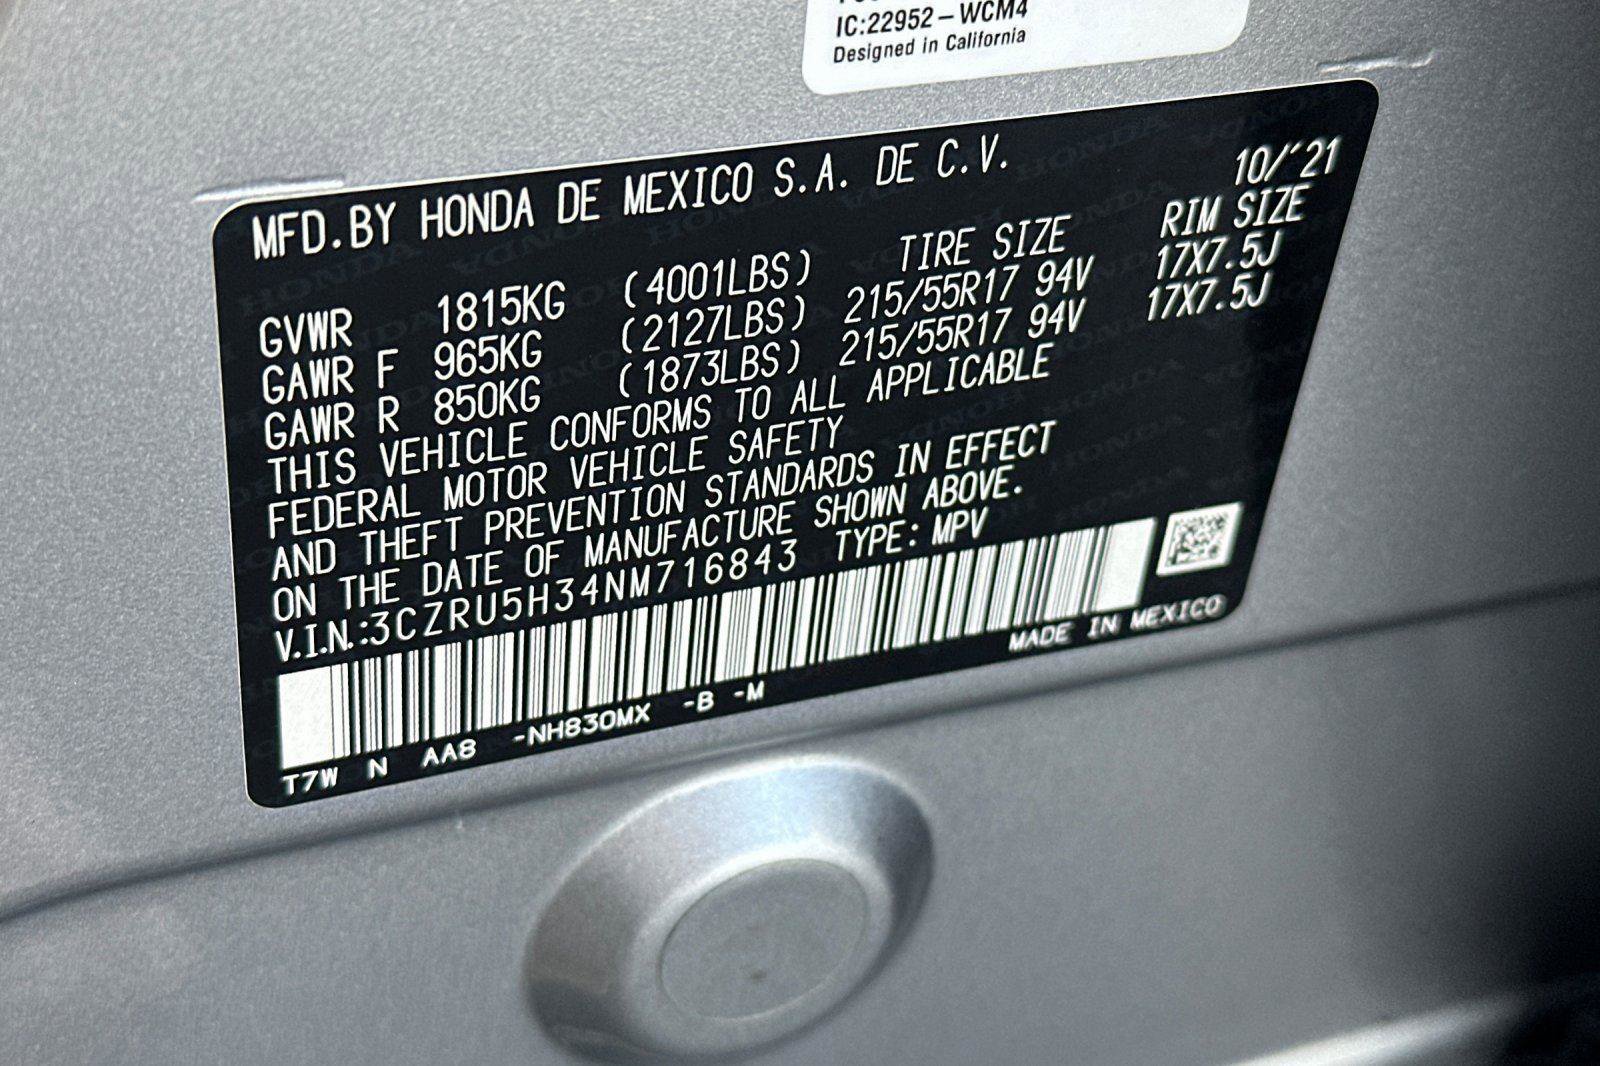 IC:22952-WCM4
Designed in California
MFD.BY HONDA DE MEXICO S.A. DE C.V.
10/'21
TIRE SIZE RIM SIZE
GVWR 1815KG (4001LBS)
GAWR F 965KG (2127LBS) 215/55R17 94V 17X7.5J
GAWR R 850KG (1873LBS) 215/55R17 94V 17X7.5J
THIS VEHICLE CONFORMS TO ALL APPLICABLE
FEDERAL MOTOR VEHICLE SAFETY
AND THEFT PREVENTION STANDARDS IN EFFECT
ON THE DATE OF MANUFACTURE SHOWN ABOVE.
V.I.N.:3CZRU5H34NM716843 TYPE: MPV
MADE IN MEXICO
T7W N AA8 -NH830MX -B -M